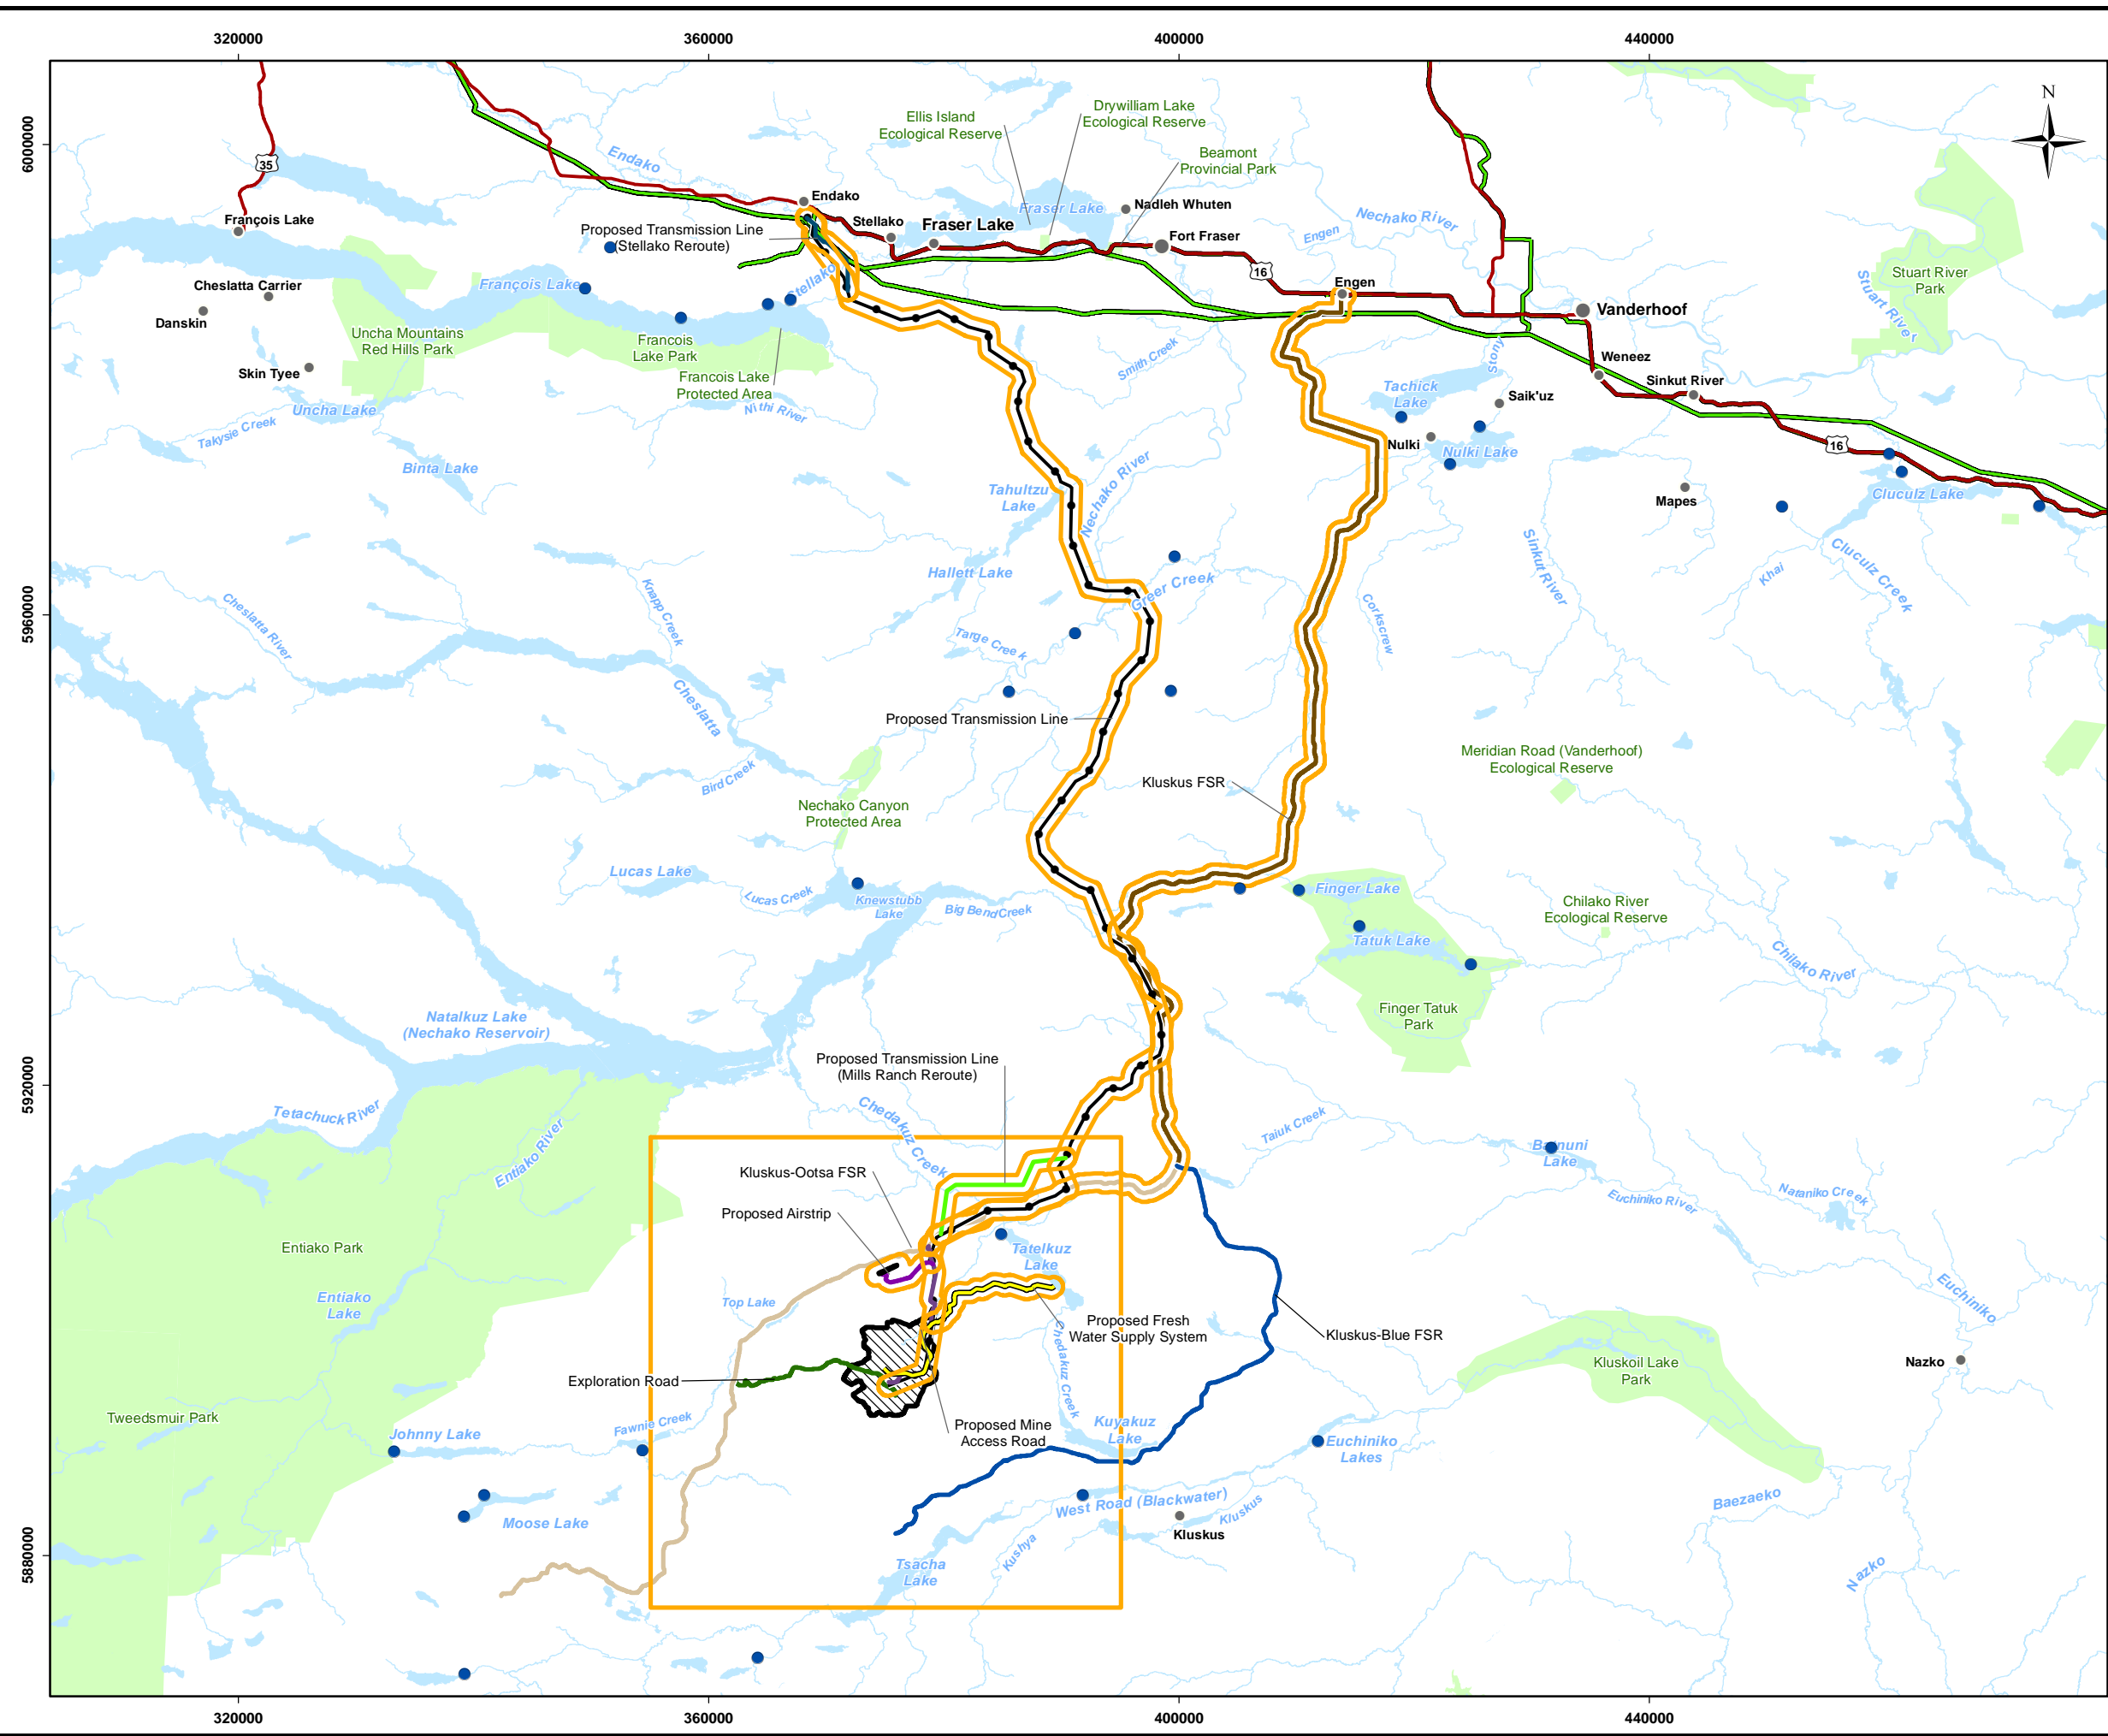 320000
360000
400000
440000
6000000
5960000
5920000
5880000
N
35
Endako
Ellis Island
Ecological Reserve
Drywilliam Lake
Ecological Reserve
Beamont
Provincial Park
François Lake
Endako
Stellako
Fraser Lake
Fraser Lake
Nadleh Whuten
Fort Fraser
Nechako River
Engen
16
Engen
Proposed Transmission Line
(Stellako Reroute)
Stellako
Stuart River
Park
Stuart River
Cheslatta Carrier
Danskin
François Lake
Vanderhoof
Uncha Mountains
Red Hills Park
Francois
Lake Park
Smith Creek
Stony
Weneez
Skin Tyee
Francois Lake
Protected Area
Nithi River
Tachick
Lake
Sinkut River
Saik'uz
Uncha Lake
Takysie Creek
Nulki
Nulki Lake
16
Binta Lake
Tahultzu
Lake
Nechako River
Mapes
Cluculz Lake
Sinkut River
Cluculz Creek
Khai
Hallett Lake
Greer Creek
Knapp Creek
Cheslatta River
Corkscrew
Targe Creek
Cheslatta
Proposed Transmission Line
Meridian Road (Vanderhoof)
Ecological Reserve
Bird Creek
Kluskus FSR
Nechako Canyon
Protected Area
Lucas Lake
Lucas Creek
Knewstubb
Lake
Big Bend Creek
Finger Lake
Chilako River
Ecological Reserve
Tatuk Lake
Chilako River
Natalkuz Lake
(Nechako Reservoir)
Finger Tatuk
Park
Proposed Transmission Line
(Mills Ranch Reroute)
Tetachuck River
Chedakuz Creek
Entiako River
Taiuk Creek
Lake
Kluskus-Ootsa FSR
Euchiniko River
Nataniko Creek
Proposed Airstrip
Entiako Park
Tatelkuz
Lake
Entiako
Lake
Top Lake
Euchiniko
Proposed Fresh
Water Supply System
Kluskus-Blue FSR
Chedakuz Creek
Kluskoil Lake
Park
Nazko
Exploration Road
Tweedsmuir Park
Fawnie Creek
Proposed Mine
Access Road
Johnny Lake
Kuyakuz
Lake
Euchiniko
Lakes
West Road (Blackwater)
Kluskus
Baezaeko
Moose Lake
Kluskus
Kushya
Tsacha
Lake
Nazko
320000
360000
400000
440000